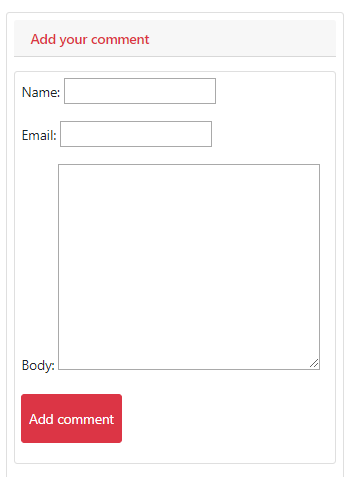 Add your comment
Name:
Email:
Body:
Add comment